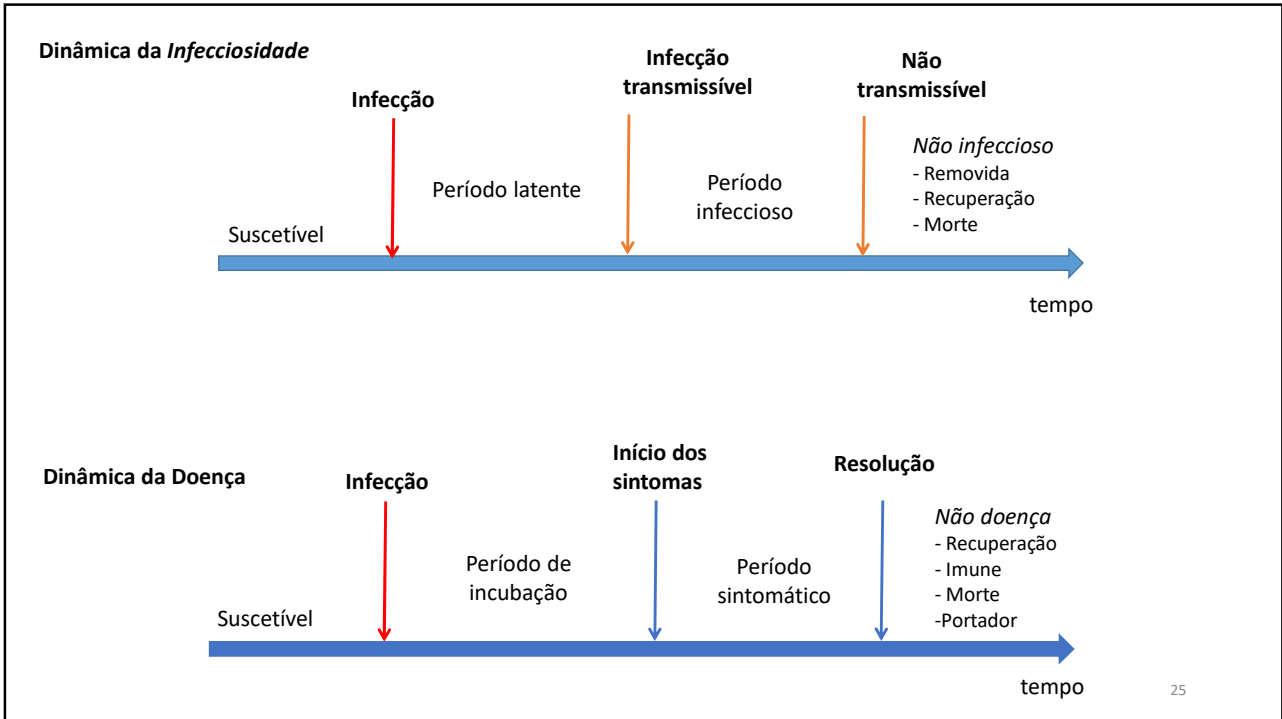 Dinâmica da Infecciosidade
Infecção
Infecção
transmissível
Não
transmissível
Não infeccioso
- Removida
- Recuperação
- Morte
Período latente
Período
infeccioso
Suscetível
tempo
Dinâmica da Doença
Infecção
Início dos
sintomas
Resolução
Não doença
- Recuperação
- Imune
- Morte
-Portador
Período de
incubação
Período
sintomático
Suscetível
tempo
25